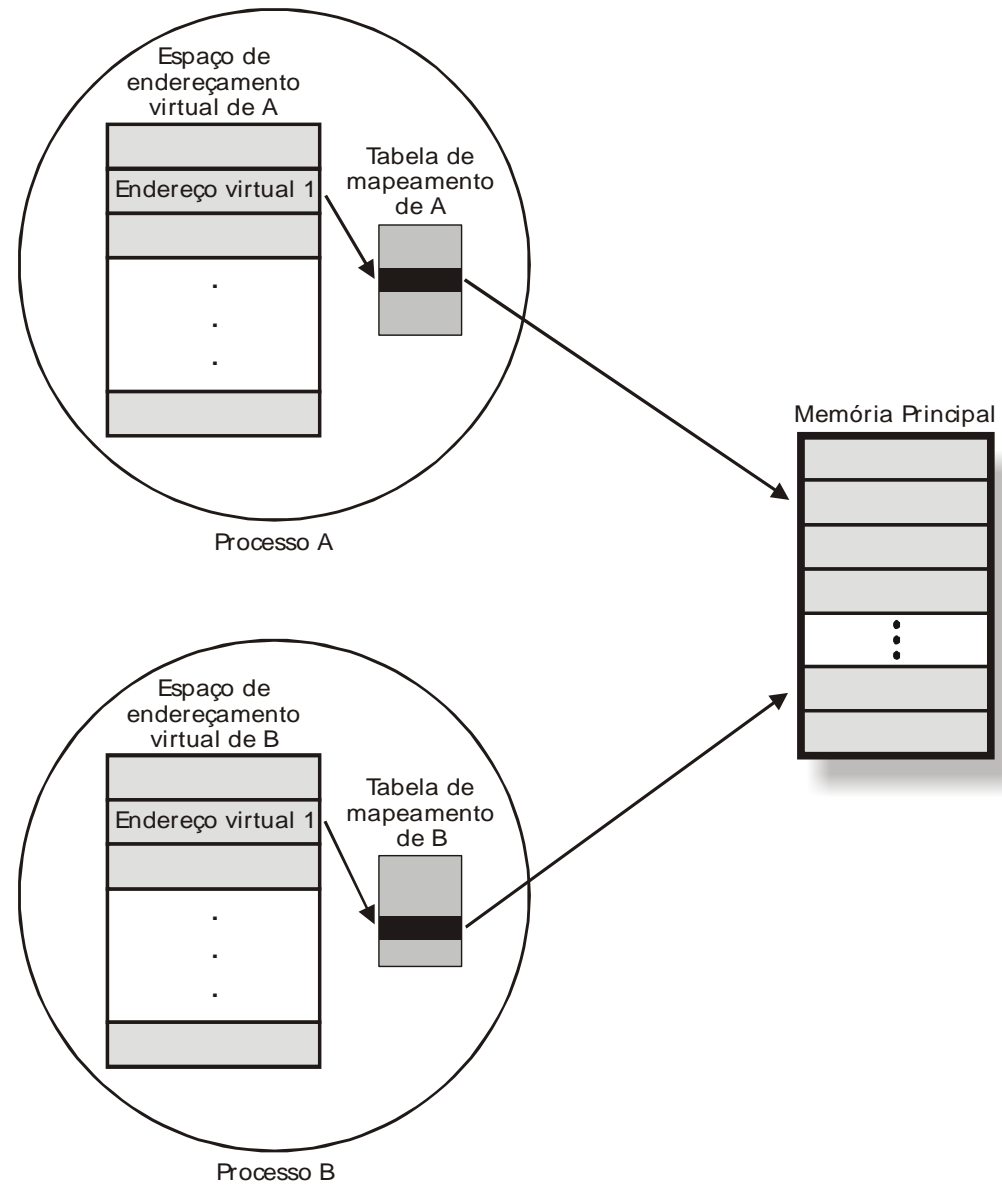 Espaço de
endereçamento
virtual de A
Endereço virtual 1
Tabela de
mapeamento
de A
Processo A
Memória Principal
Espaço de
endereçamento
virtual de B
Endereço virtual 1
Tabela de
mapeamento
de B
Processo B